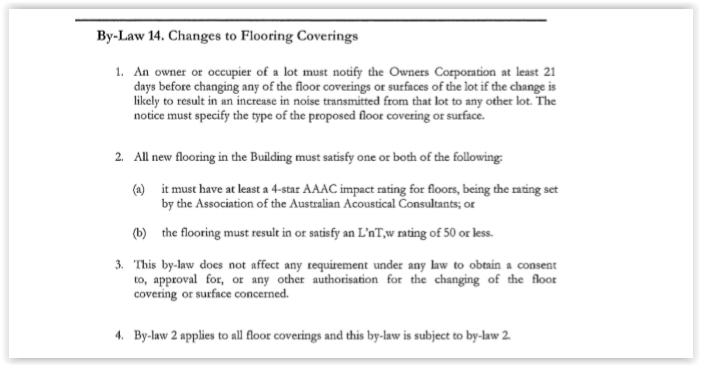 By-Law 14. Changes to Flooring Coverings
1. An owner or occupier of a lot must notify the Owners Corporation at least 21
days before changing any of the floor coverings or surfaces of the lot if the change is
likely to result in an increase in noise transmitted from that lot to any other lot. The
notice must specify the type of the proposed floor covering or surface.
2. All new flooring in the Building must satisfy one or both of the following:
(a) it must have at least a 4-star AAAC impact rating for floors, being the rating set
by the Association of the Australian Acoustical Consultants; or
(b) the flooring must result in or satisfy an L'nT,w rating of 50 or less.
3. This by-law does not affect any requirement under any law to obtain a consent
to, approval for, or any other authorisation for the changing of the floor
covering or surface concerned.
4. By-law 2 applies to all floor coverings and this by-law is subject to by-law 2.